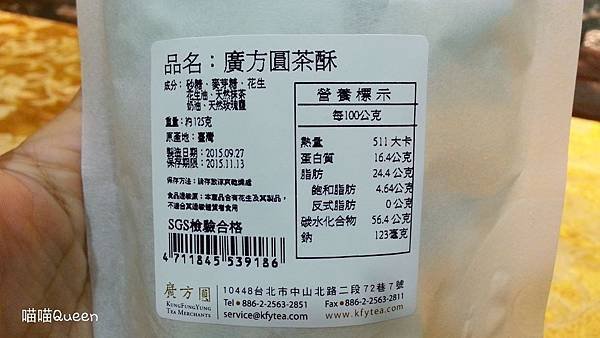 品名：廣方圓茶酥
成分： 砂糖、麥芽糖、花生
花生油、天然抹茶
奶油、天然玫瑰鹽
重量：約125克
原產地：臺灣
製造日期：2015.09.27
保存期限：2015.11.13
保存方法：請存放涼爽乾燥處
食品過敏原：本產品含有花生及其製品，
不適合其過敏體質者食用
SGS檢驗合格
4 711845 539186
營養標示
每100公克
熱量 511 大卡
蛋白質 16.4公克
脂肪 24.4 公克
飽和脂肪 4.64公克
反式脂肪 0 公克
碳水化合物 56.4 公克
鈉 123毫克
廣方圓
KUNGFUNGYUNG
TEA MERCHANTS
10448台北市中山北路二段72巷7號
Tel●886-2-2563-2851 Fax●886-2-2563-2811
service@kfytea.com www.kfytea.com
喵喵Queen